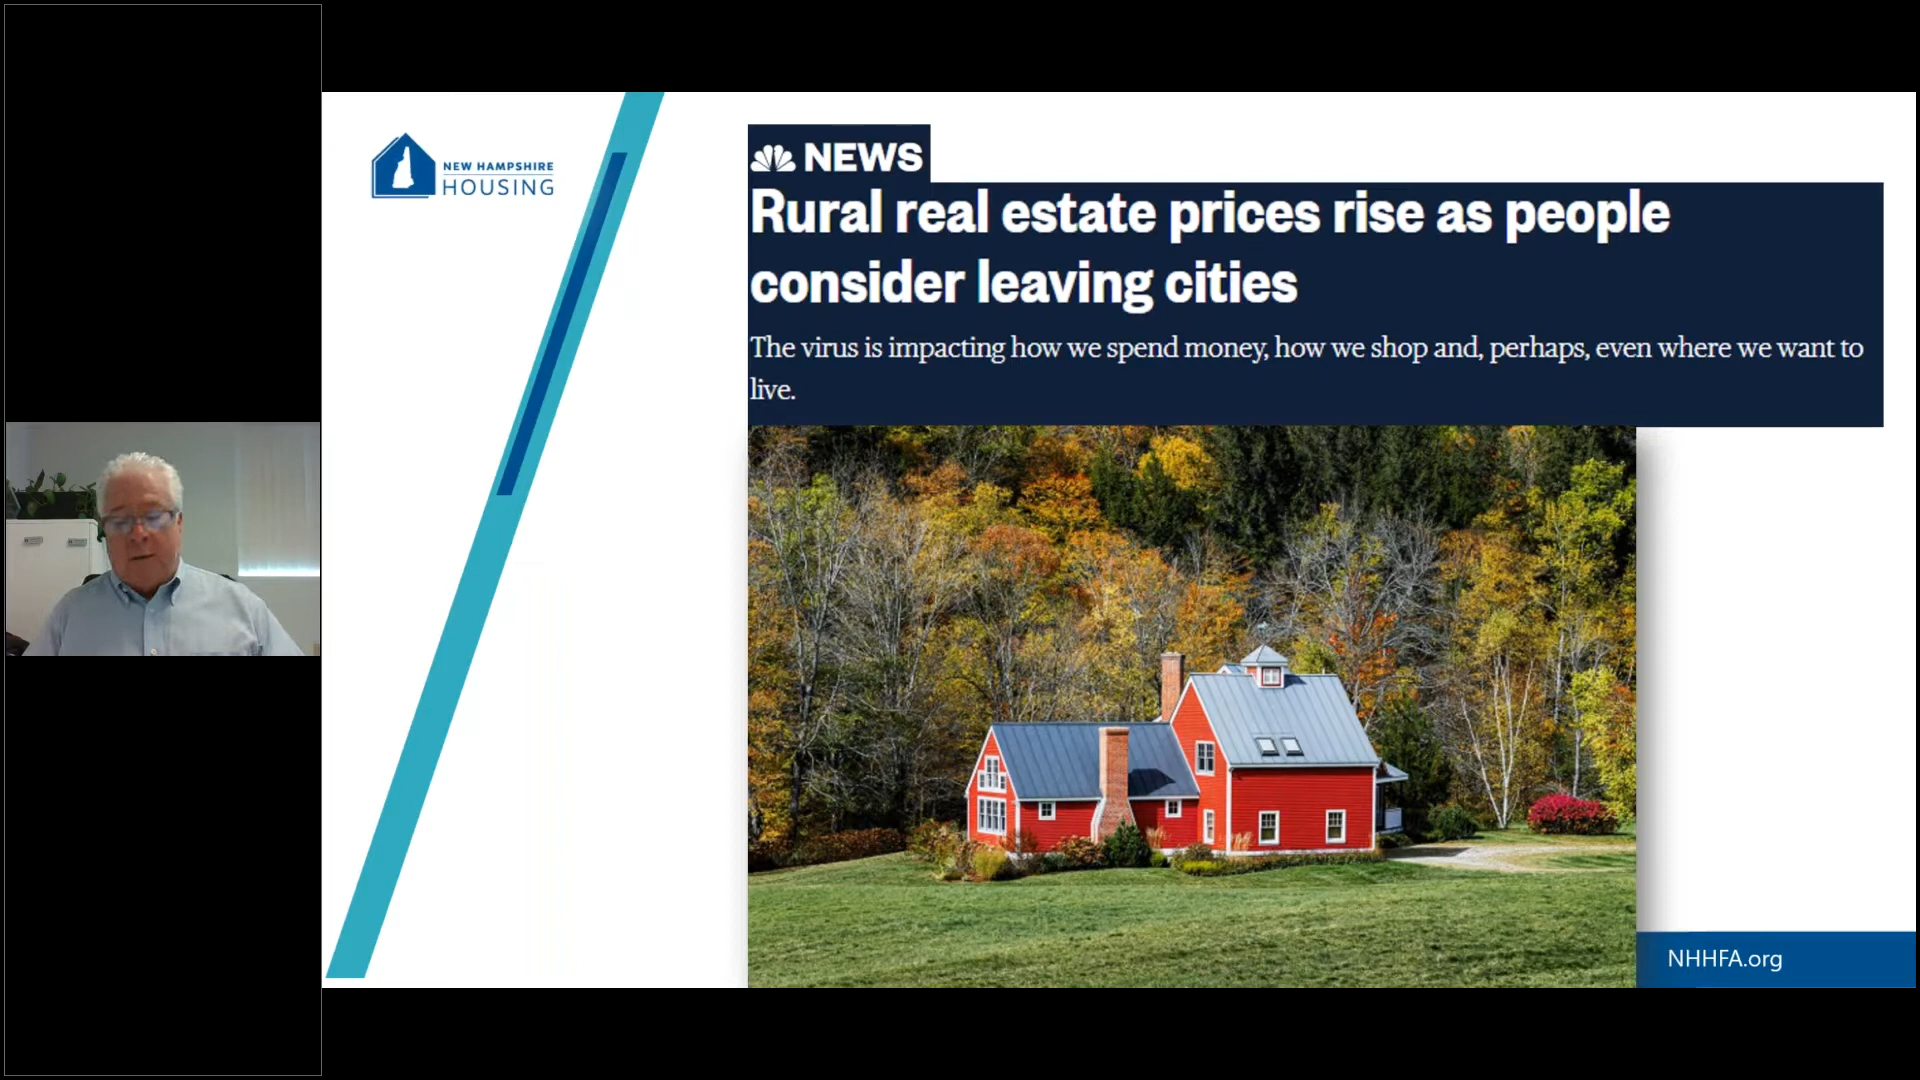 NEW HAMPSHIRE
HOUSING
NEWS
Rural real estate prices rise as people
consider leaving cities
The virus is impacting how we spend money, how we shop and, perhaps, even where we want to
live.
NHHFA.org